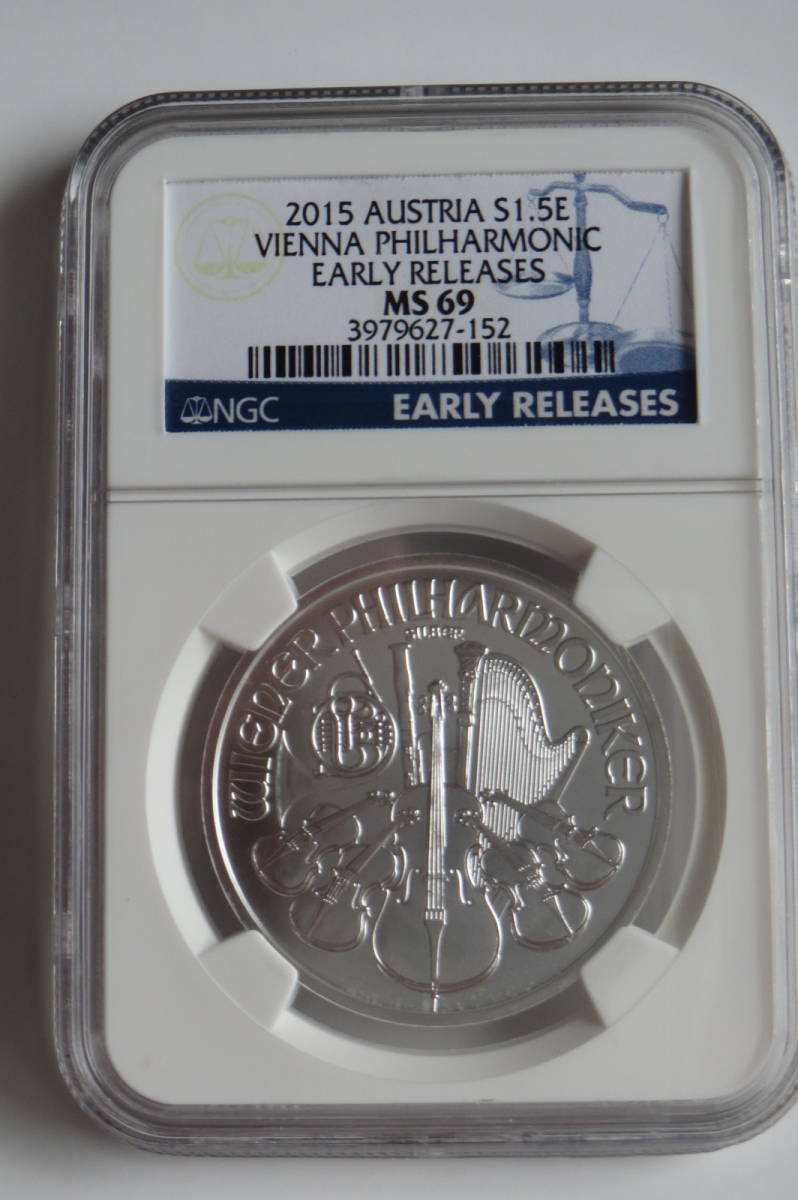 2015 AUSTRIA S1.5E
VIENNA PHILHARMONIC
EARLY RELEASES
MS 69
3979627-152
NGC EARLY RELEASES
WIENER PHILHARMONIKER
SILBER